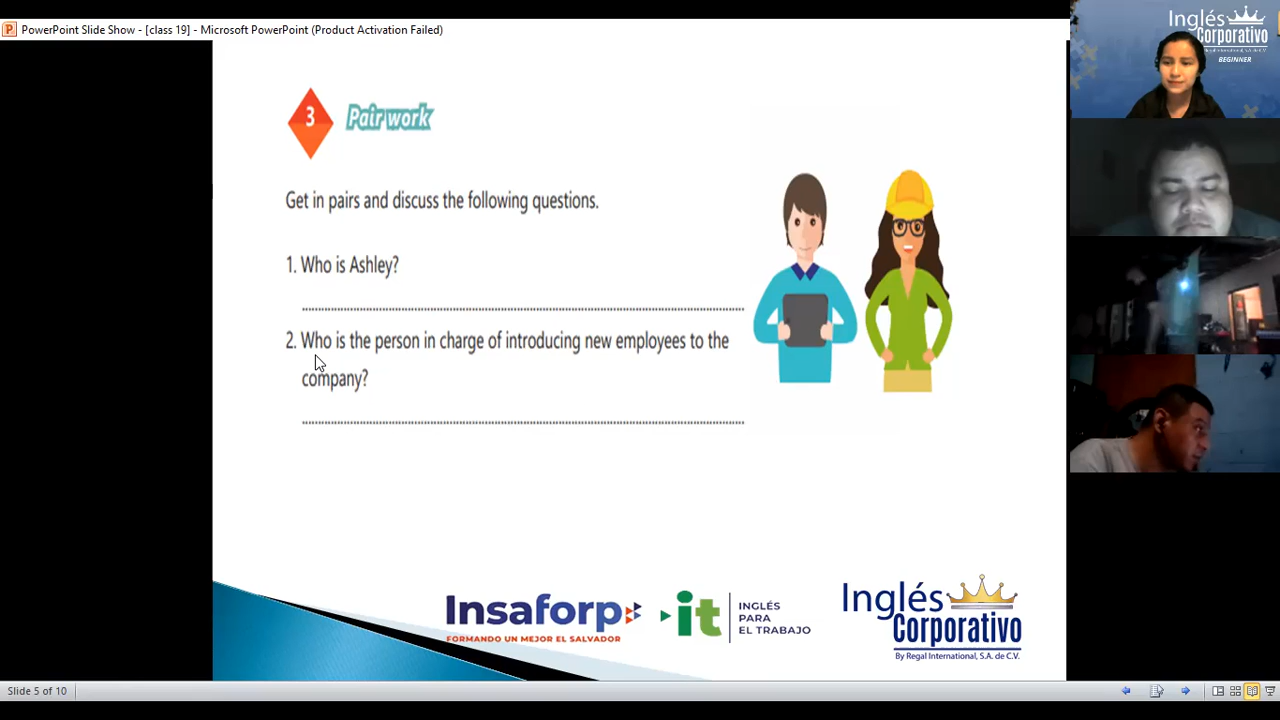 PowerPoint Slide Show - [class 19] - Microsoft PowerPoint (Product Activation Failed)
Inglés
Corporativo
BEGINNER
3
Pair work
Get in pairs and discuss the following questions.
1. Who is Ashley?
2. Who is the person in charge of introducing new employees to the
company?
Insaforp
FORMANDO UN MEJOR EL SALVADOR
it
INGLÉS
PARA
EL TRABAJO
Inglés
Corporativo
By Regal International, S.A. de C.V.
Slide 5 of 10